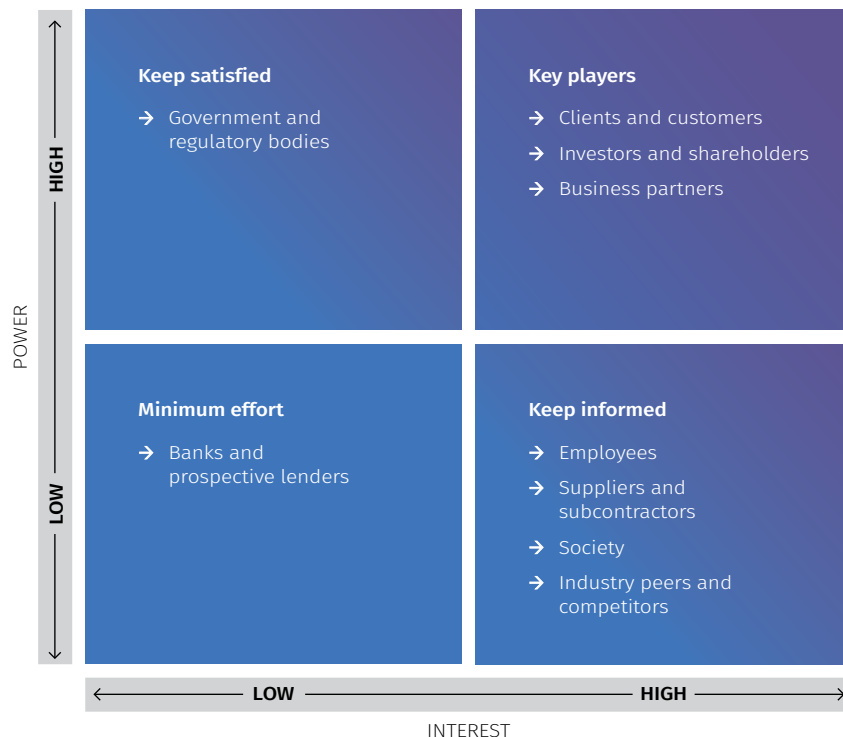 Keep satisfied
→ Government and
regulatory bodies
Key players
→ Clients and customers
→ Investors and shareholders
→ Business partners
HIGH
POWER
LOW
Minimum effort
→ Banks and
prospective lenders
Keep informed
→ Employees
→ Suppliers and
subcontractors
→ Society
→ Industry peers and
competitors
LOW
HIGH
INTEREST